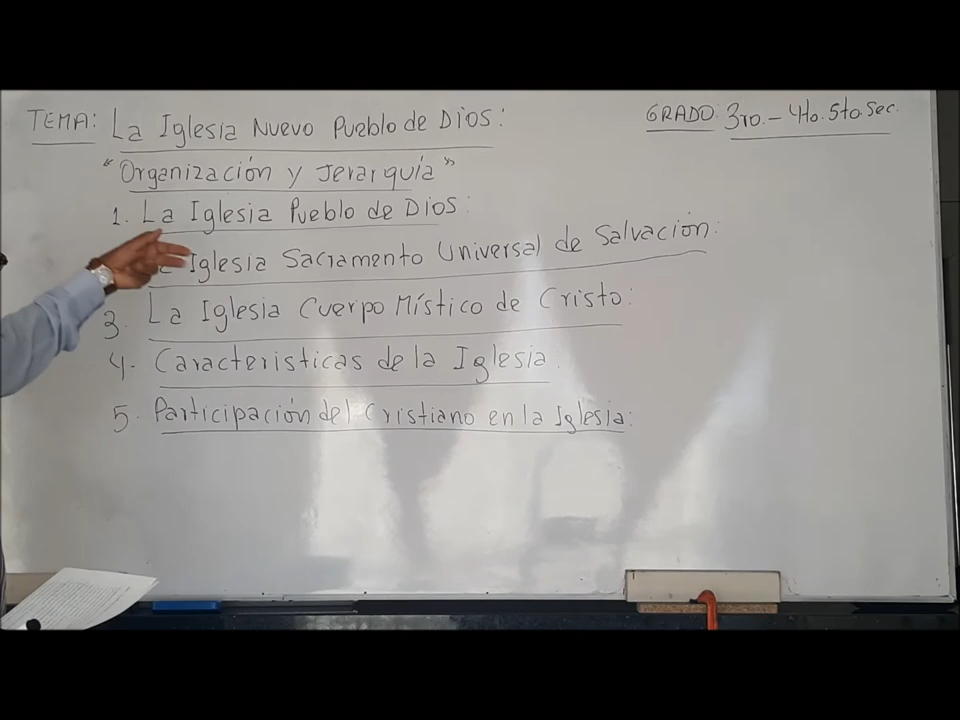 TEMA: La Iglesia Nuevo Pueblo de Dios:
GRADO: 3ro.- 4to. 5to. Sec.
"Organización y Jerarquía"
1. La Iglesia Pueblo de Dios:
Iglesia Sacramento Universal de Salvación:
3. La Iglesia Cuerpo Místico de Cristo:
4. Caracteristicas de la Iglesia.
5. Participación del Cristiano en la Iglesia: